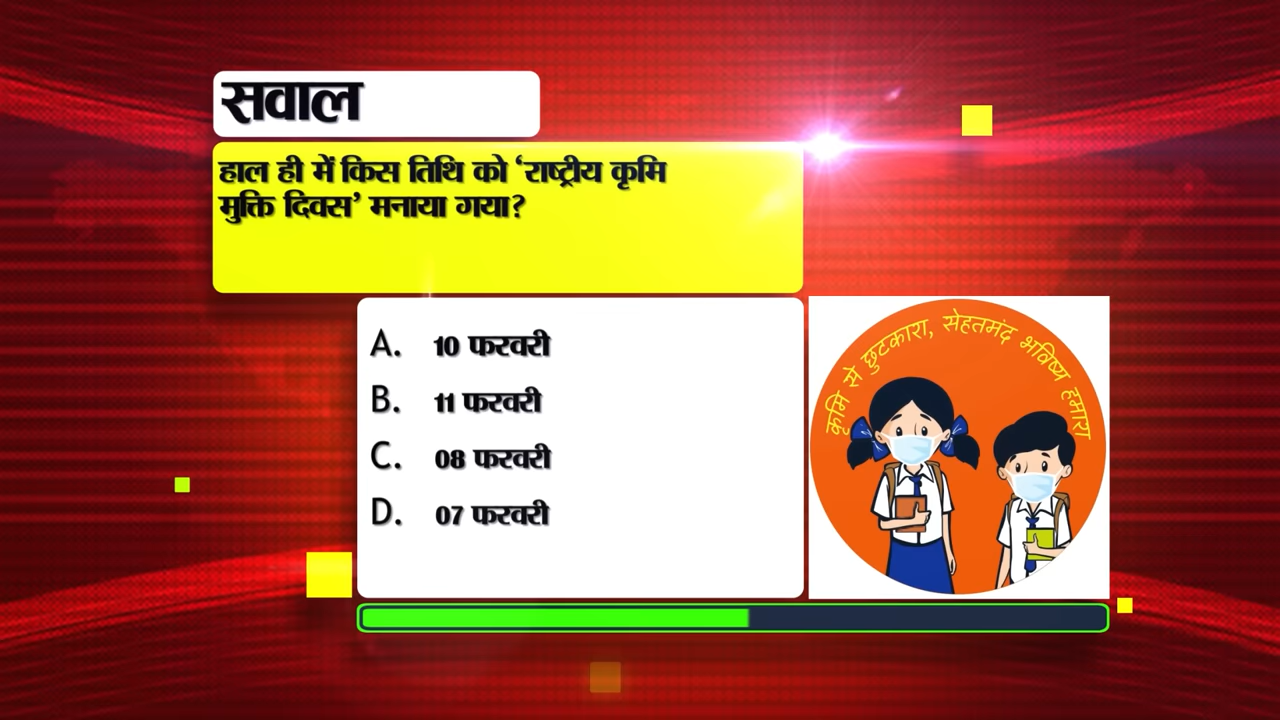 सवाल
हाल ही में किस तिथि को ‘राष्ट्रीय कृमि
मुक्ति दिवस’ मनाया गया?
A. 10 फरवरी
B. 11 फरवरी
C. 08 फरवरी
D. 07 फरवरी
कृमि से छुटकारा, सेहतमंद भविष्य हमारा